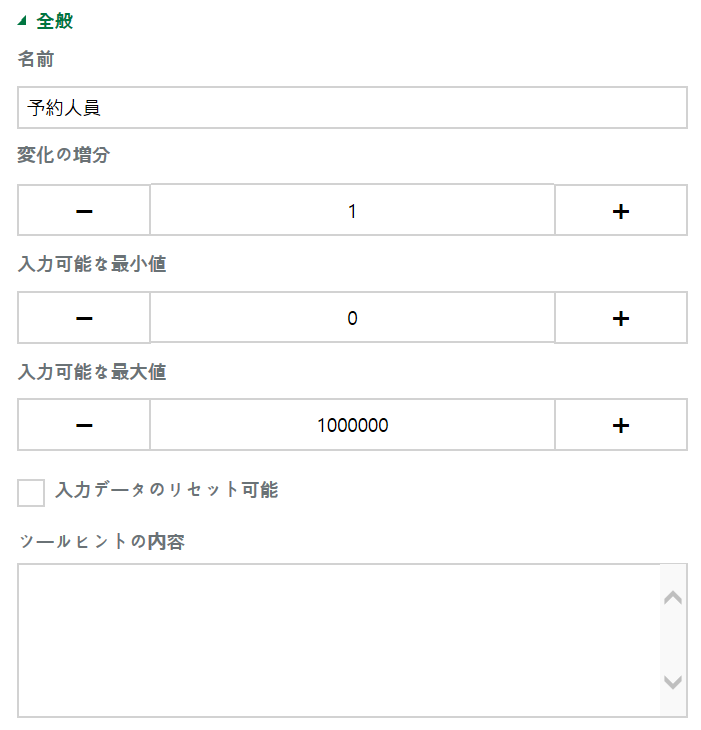 全般
名前
予約人員
変化の増分
− 1 +
入力可能な最小値
− 0 +
入力可能な最大値
− 1000000 +
入力データのリセット可能
ツールヒントの内容